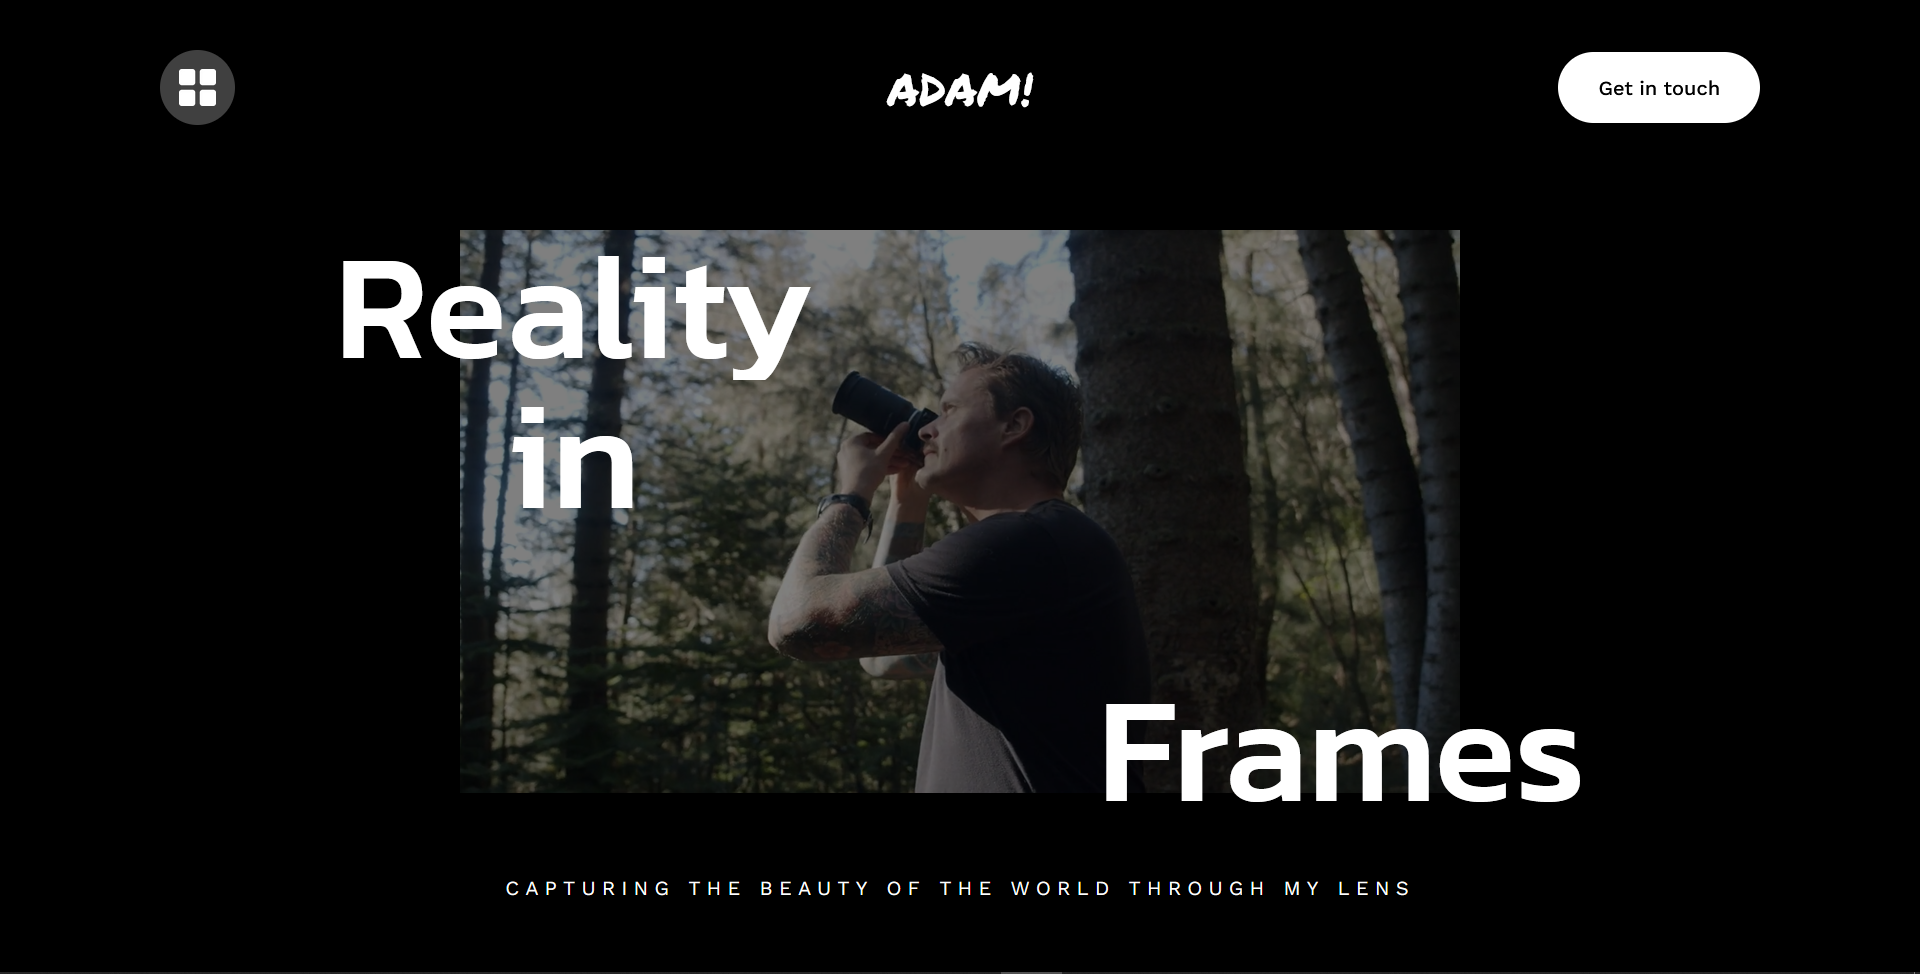 ADAM!
Get in touch
Reality
in
Frames
CAPTURING THE BEAUTY OF THE WORLD THROUGH MY LENS